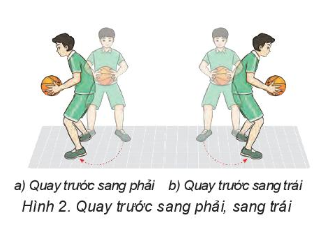 a) Quay trước sang phải b) Quay trước sang trái
Hình 2. Quay trước sang phải, sang trái